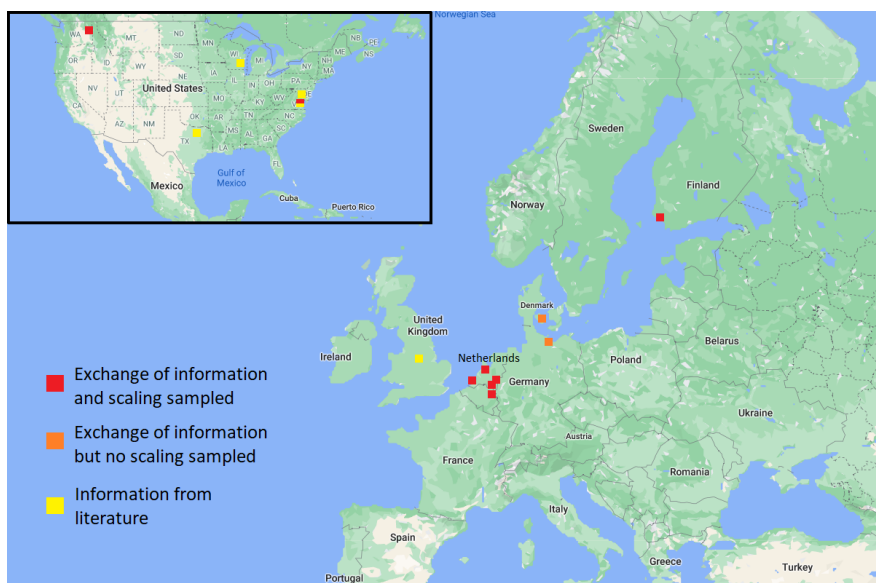 Norwegian Sea
WA
MT
ND
MN
NB
PE
NS
OR
ID
SD
WI
MI
ME
WY
NY
NH
MA
IA
NE
PA
NV
UT
CO
United States
IL
IN
OH
DE
MO
KY
WV
CA
OK
AR
TN
NC
AZ
NM
MS
AL
SC
GA
TX
LA
FL
Gulf of
Mexico
Mexico
Cuba
Puerto Rico
Sweden
Finland
Norway
Denmark
United
Kingdom
Ireland
Netherlands
Belarus
Poland
Germany
Exchange of information
and scaling sampled
Ukraine
Exchange of information
but no scaling sampled
Austria
France
Romania
Information from
literature
Italy
Spain
Portugal
Greece
Turkey